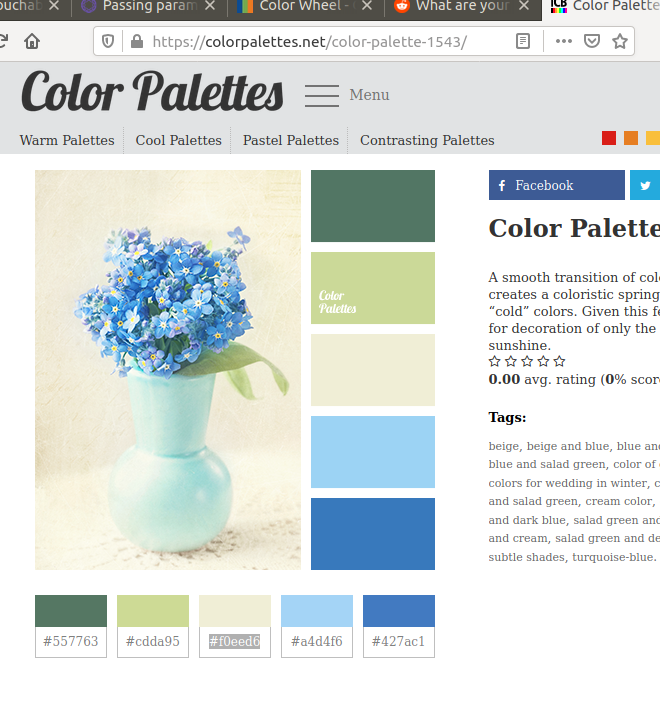 Passing param
Color Wheel -
What are your
Color Palette
https://colorpalettes.net/color-palette-1543/
Color Palettes
Menu
Warm Palettes
Cool Palettes
Pastel Palettes
Contrasting Palettes
Facebook
Color Palette
A smooth transition of colo
creates a coloristic spring
“cold” colors. Given this fe
for decoration of only the
sunshine.
0.00 avg. rating (0% score
Tags:
beige, beige and blue, blue and
blue and salad green, color of
colors for wedding in winter, c
and salad green, cream color,
and dark blue, salad green and
and cream, salad green and de
subtle shades, turquoise-blue.
Color
Palettes
#557763
#cdda95
#f0eed6
#a4d4f6
#427ac1